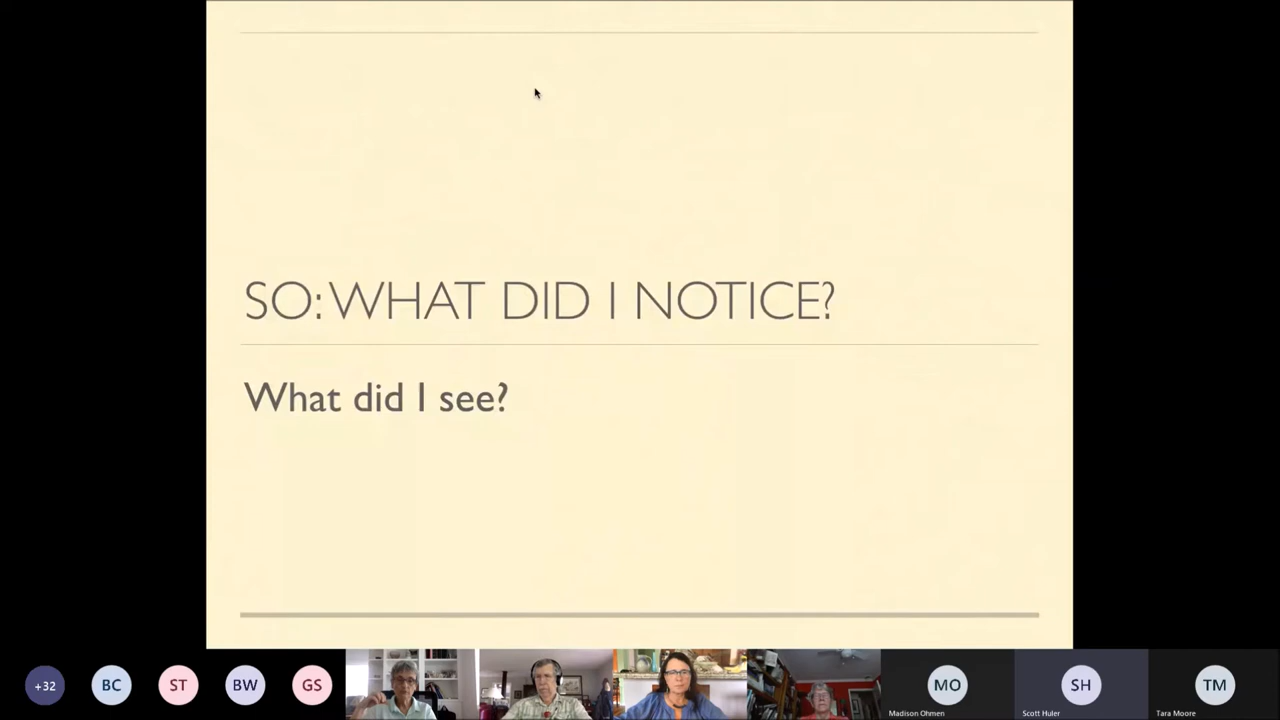 SO: WHAT DID I NOTICE?
What did I see?
+32
BC
ST
BW
GS
MO
Madison Ohmen
SH
Scott Huler
TM
Tara Moore